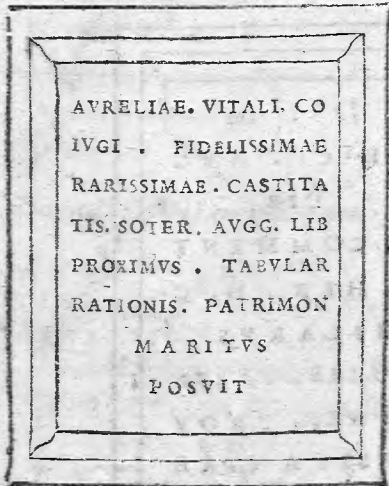 AVRELIAE. VITALI. CO
IVGI . FIDELISSIMAE
RARISSIMAE . CASTITA
TIS. SOTER. AVGG. LIB
PROXIMVS . TABVLAR
RATIONIS. PATRIMON
MARITVS
POSVIT